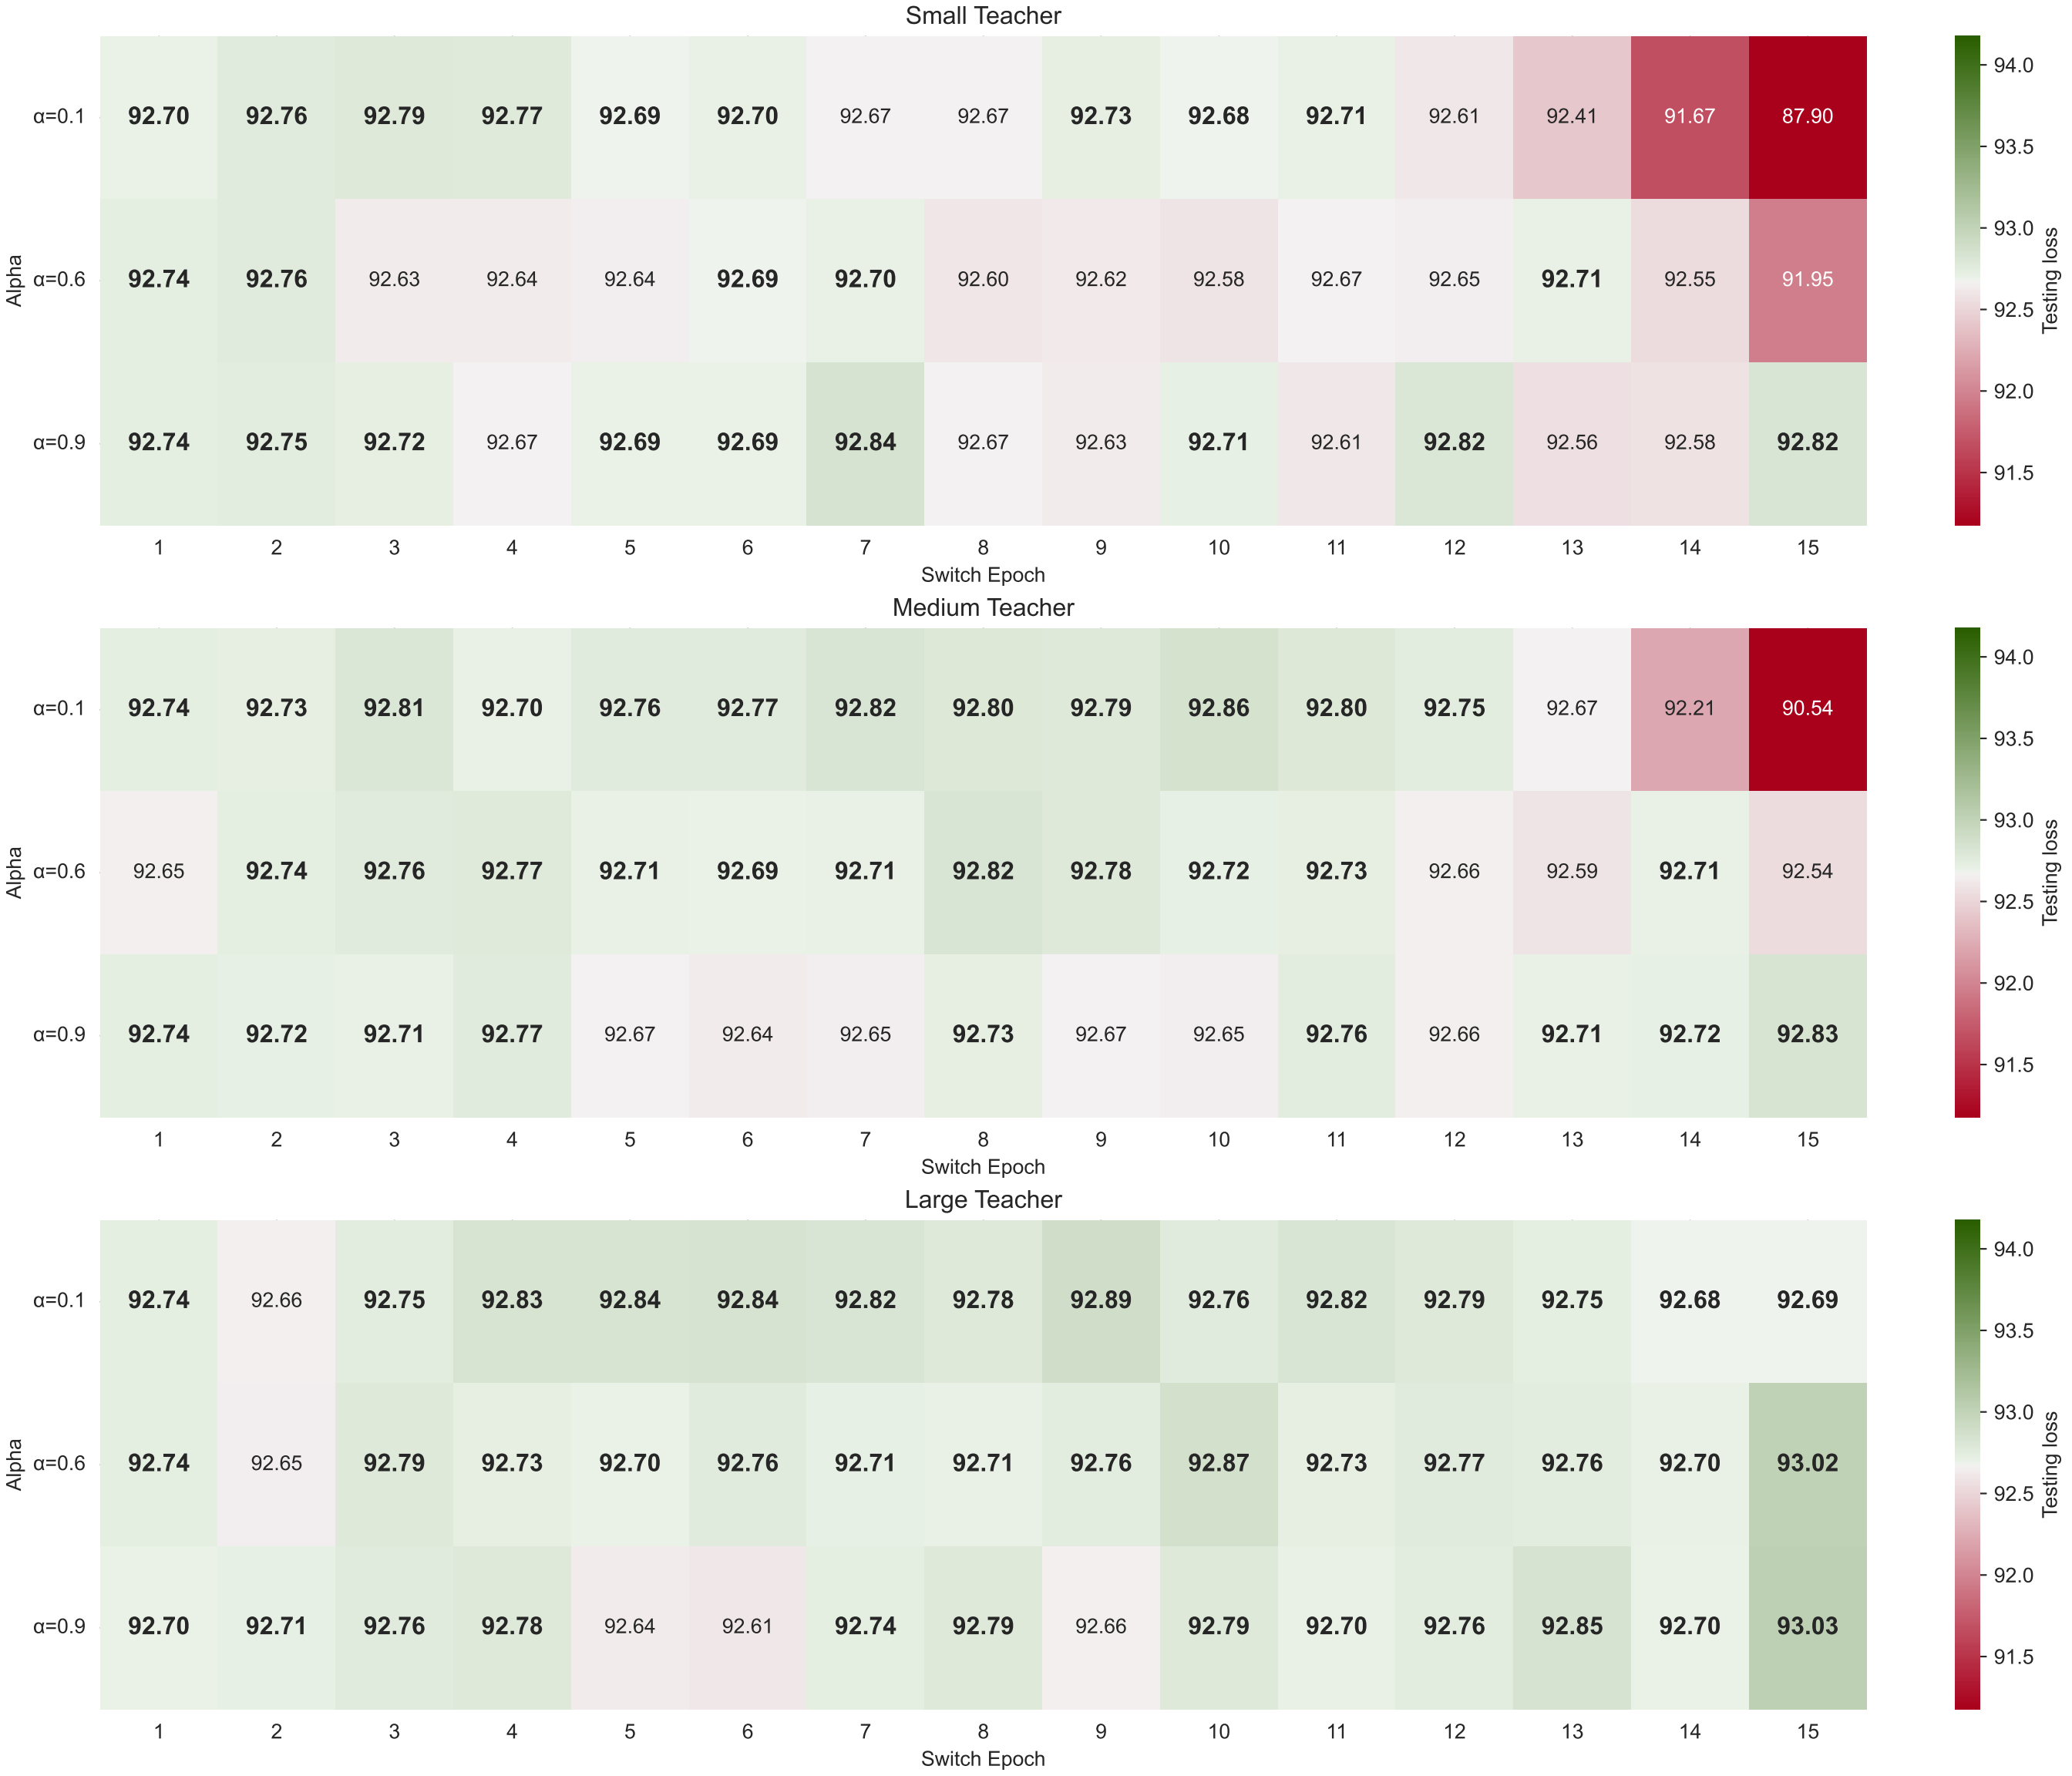 Small Teacher
α=0.1 92.70 92.76 92.79 92.77 92.69 92.70 92.67 92.67 92.73 92.68 92.71 92.61 92.41 91.67 87.90
α=0.6 92.74 92.76 92.63 92.64 92.64 92.69 92.70 92.60 92.62 92.58 92.67 92.65 92.71 92.55 91.95
α=0.9 92.74 92.75 92.72 92.67 92.69 92.69 92.84 92.67 92.63 92.71 92.61 92.82 92.56 92.58 92.82
Alpha
1 2 3 4 5 6 7 8 9 10 11 12 13 14 15
Switch Epoch
94.0
93.5
93.0
92.5
92.0
91.5
Testing loss
Medium Teacher
α=0.1 92.74 92.73 92.81 92.70 92.76 92.77 92.82 92.80 92.79 92.86 92.80 92.75 92.67 92.21 90.54
α=0.6 92.65 92.74 92.76 92.77 92.71 92.69 92.71 92.82 92.78 92.72 92.73 92.66 92.59 92.71 92.54
α=0.9 92.74 92.72 92.71 92.77 92.67 92.64 92.65 92.73 92.67 92.65 92.76 92.66 92.71 92.72 92.83
Alpha
1 2 3 4 5 6 7 8 9 10 11 12 13 14 15
Switch Epoch
94.0
93.5
93.0
92.5
92.0
91.5
Testing loss
Large Teacher
α=0.1 92.74 92.66 92.75 92.83 92.84 92.84 92.82 92.78 92.89 92.76 92.82 92.79 92.75 92.68 92.69
α=0.6 92.74 92.65 92.79 92.73 92.70 92.76 92.71 92.71 92.76 92.87 92.73 92.77 92.76 92.70 93.02
α=0.9 92.70 92.71 92.76 92.78 92.64 92.61 92.74 92.79 92.66 92.79 92.70 92.76 92.85 92.70 93.03
Alpha
1 2 3 4 5 6 7 8 9 10 11 12 13 14 15
Switch Epoch
94.0
93.5
93.0
92.5
92.0
91.5
Testing loss